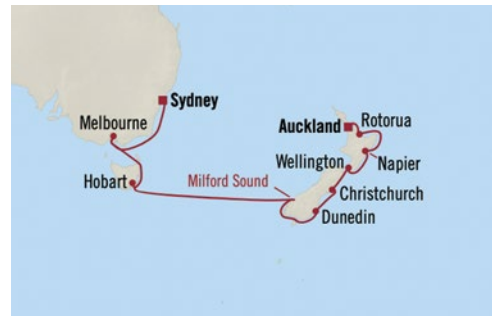 Sydney
Melbourne
Auckland
Rotorua
Wellington
Napier
Hobart
Milford Sound
Christchurch
Dunedin